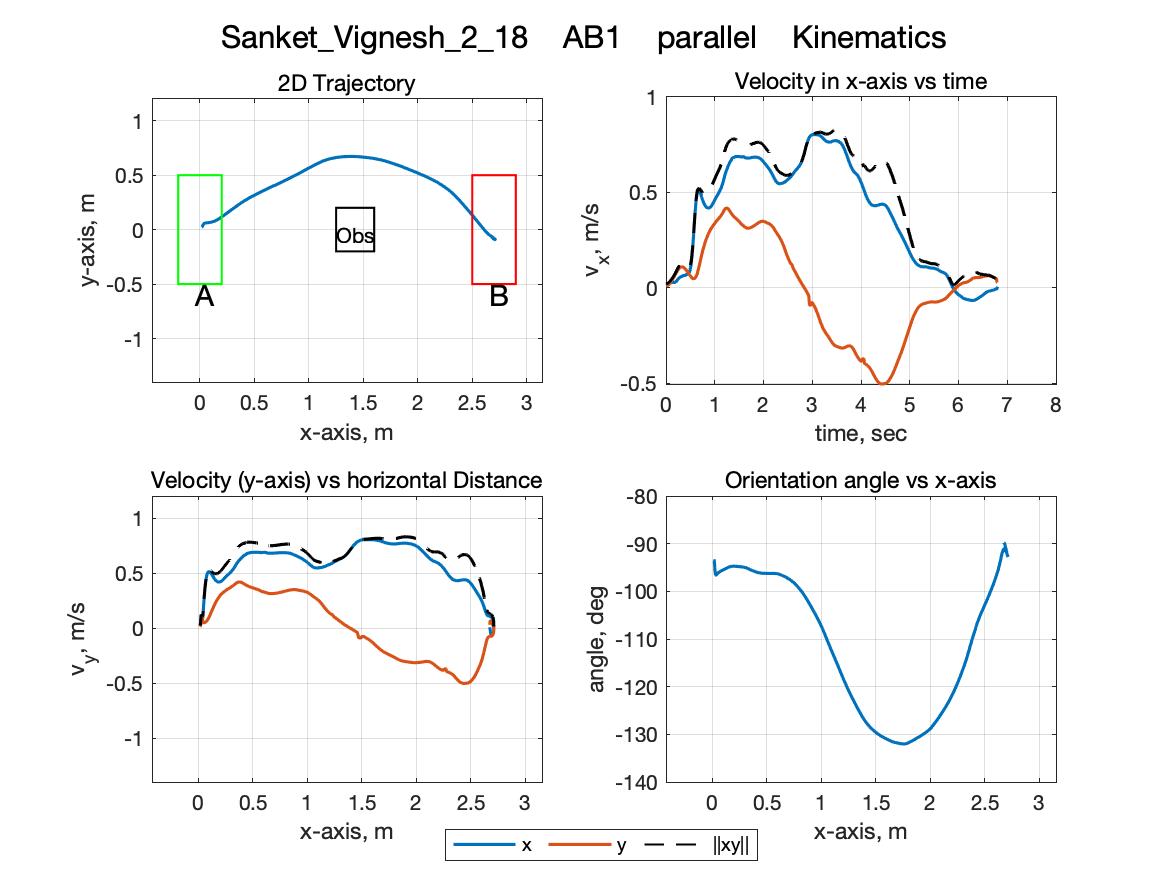 Sanket_Vignesh_2_18 AB1 parallel Kinematics
2D Trajectory
1
0.5
0
-0.5
-1
y-axis, m
Obs
A
B
0 0.5 1 1.5 2 2.5 3
x-axis, m
Velocity in x-axis vs time
1
0.5
0
-0.5
v_x, m/s
0 1 2 3 4 5 6 7 8
time, sec
Velocity (y-axis) vs horizontal Distance
1
0.5
0
-0.5
-1
v_y, m/s
0 0.5 1 1.5 2 2.5 3
x-axis, m
Orientation angle vs x-axis
-80
-90
-100
-110
-120
-130
-140
angle, deg
0 0.5 1 1.5 2 2.5 3
x-axis, m
x y ||xy||